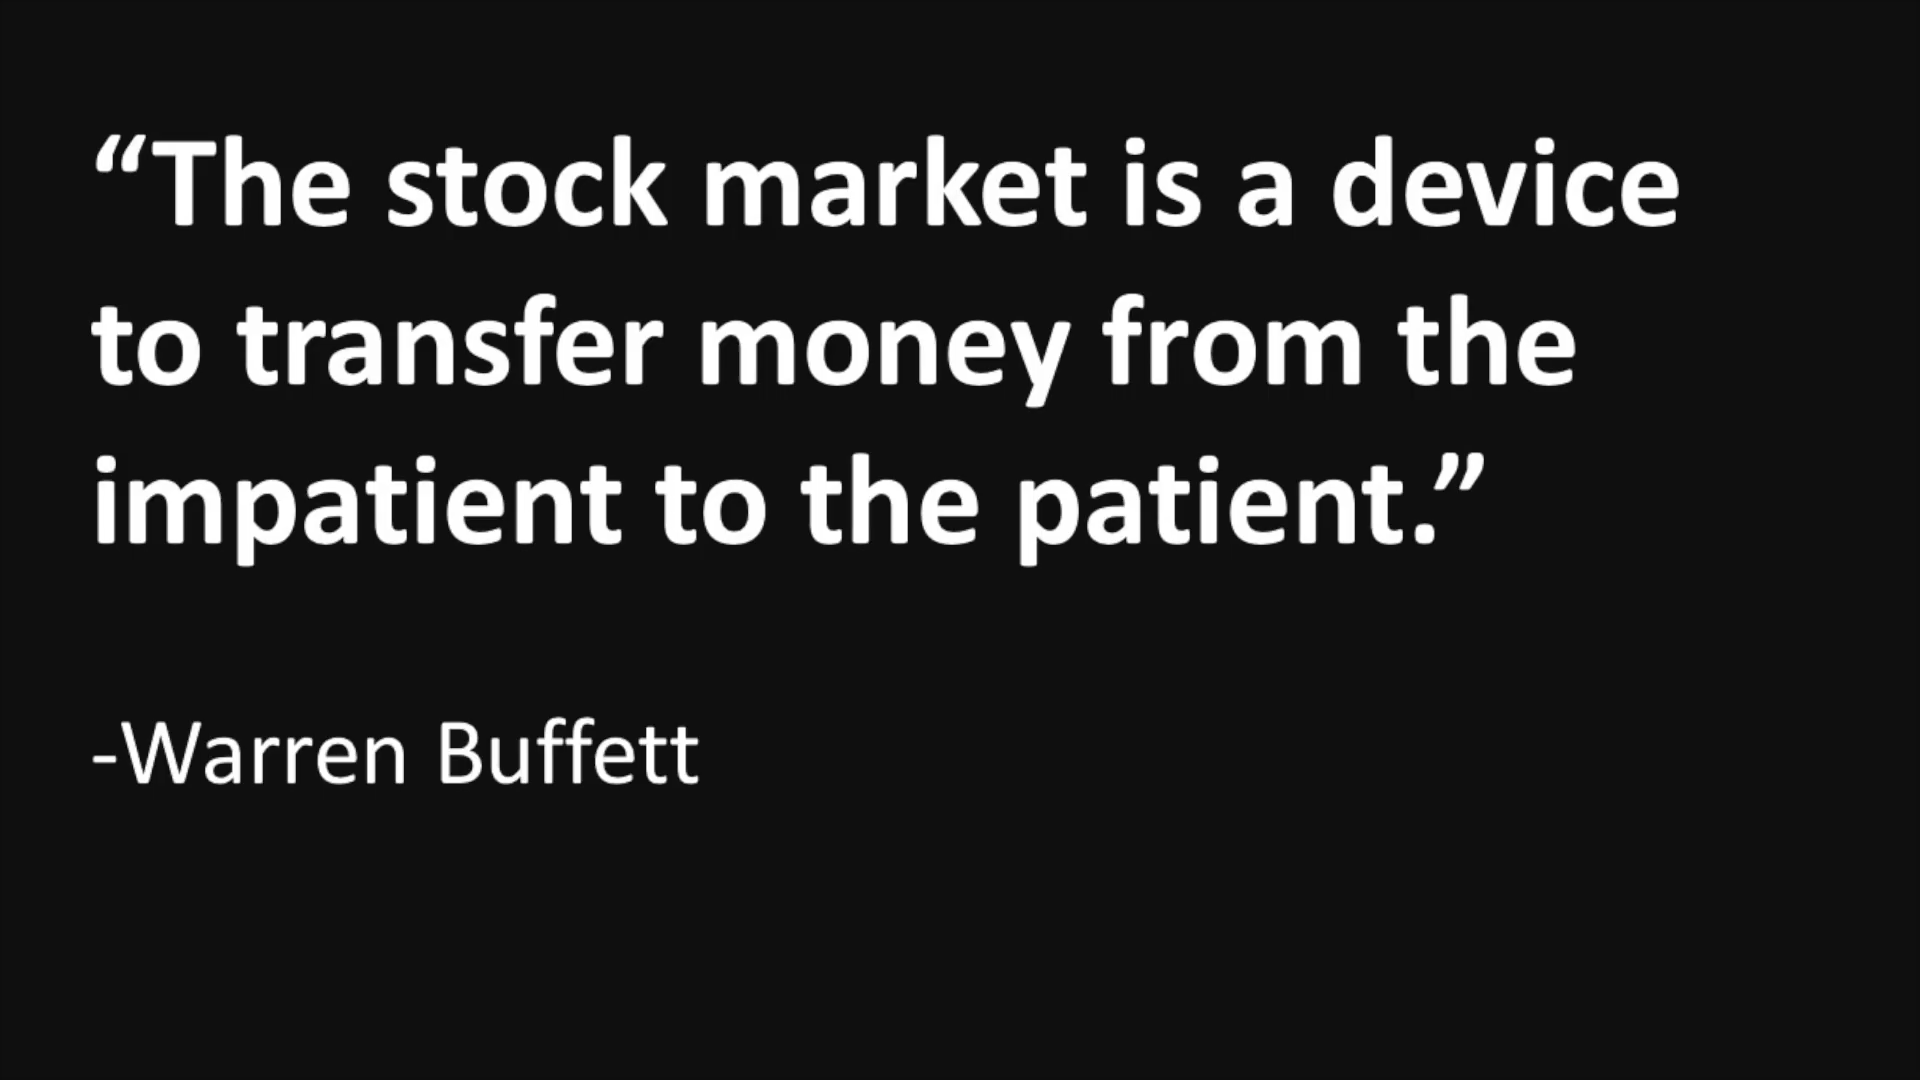 “The stock market is a device
to transfer money from the
impatient to the patient.”
-Warren Buffett